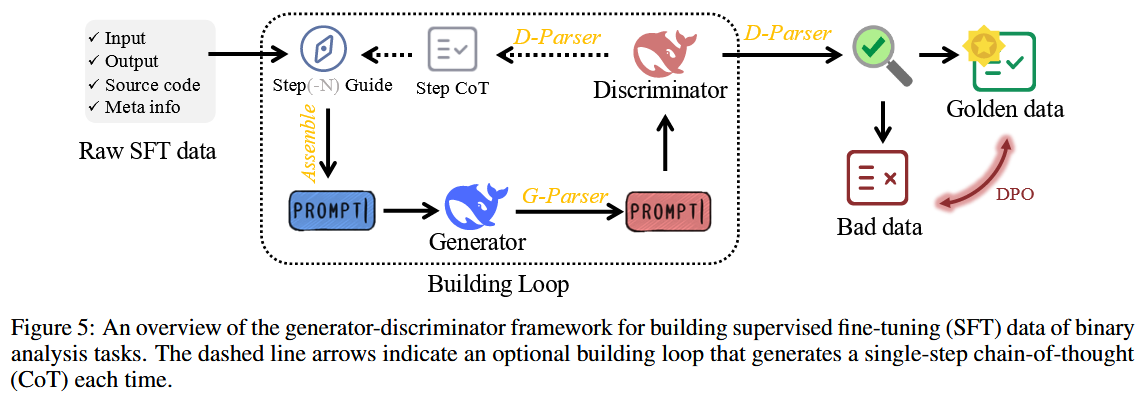 Input
Output
Source code
Meta info
Raw SFT data
Step(-N) Guide
Step CoT
D-Parser
Discriminator
D-Parser
Golden data
Assemble
PROMPT
Generator
G-Parser
PROMPT
Bad data
DPO
Building Loop
Figure 5: An overview of the generator-discriminator framework for building supervised fine-tuning (SFT) data of binary
analysis tasks. The dashed line arrows indicate an optional building loop that generates a single-step chain-of-thought
(CoT) each time.